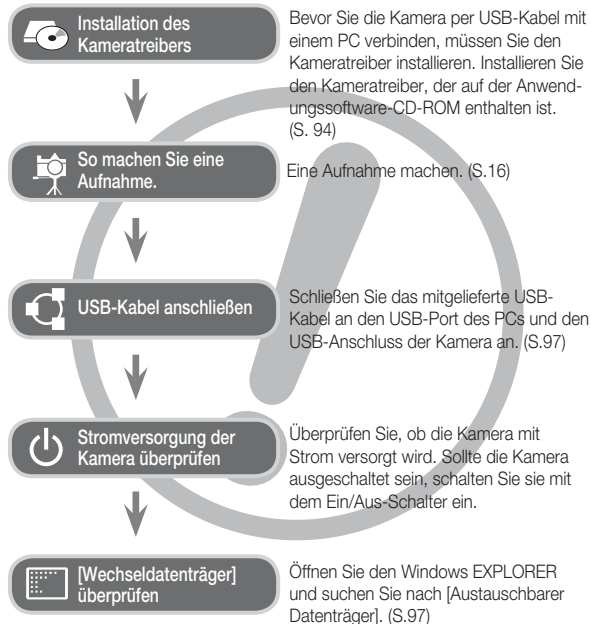 Installation des
Kameratreibers
Bevor Sie die Kamera per USB-Kabel mit
einem PC verbinden, müssen Sie den
Kameratreiber installieren. Installieren Sie
den Kameratreiber, der auf der Anwend-
ungssoftware-CD-ROM enthalten ist.
(S. 94)
So machen Sie eine
Aufnahme.
Eine Aufnahme machen. (S.16)
USB-Kabel anschließen
Schließen Sie das mitgelieferte USB-
Kabel an den USB-Port des PCs und den
USB-Anschluss der Kamera an. (S.97)
Stromversorgung der
Kamera überprüfen
Überprüfen Sie, ob die Kamera mit
Strom versorgt wird. Sollte die Kamera
ausgeschaltet sein, schalten Sie sie mit
dem Ein/Aus-Schalter ein.
[Wechseldatenträger]
überprüfen
Öffnen Sie den Windows EXPLORER
und suchen Sie nach [Austauschbarer
Datenträger]. (S.97)